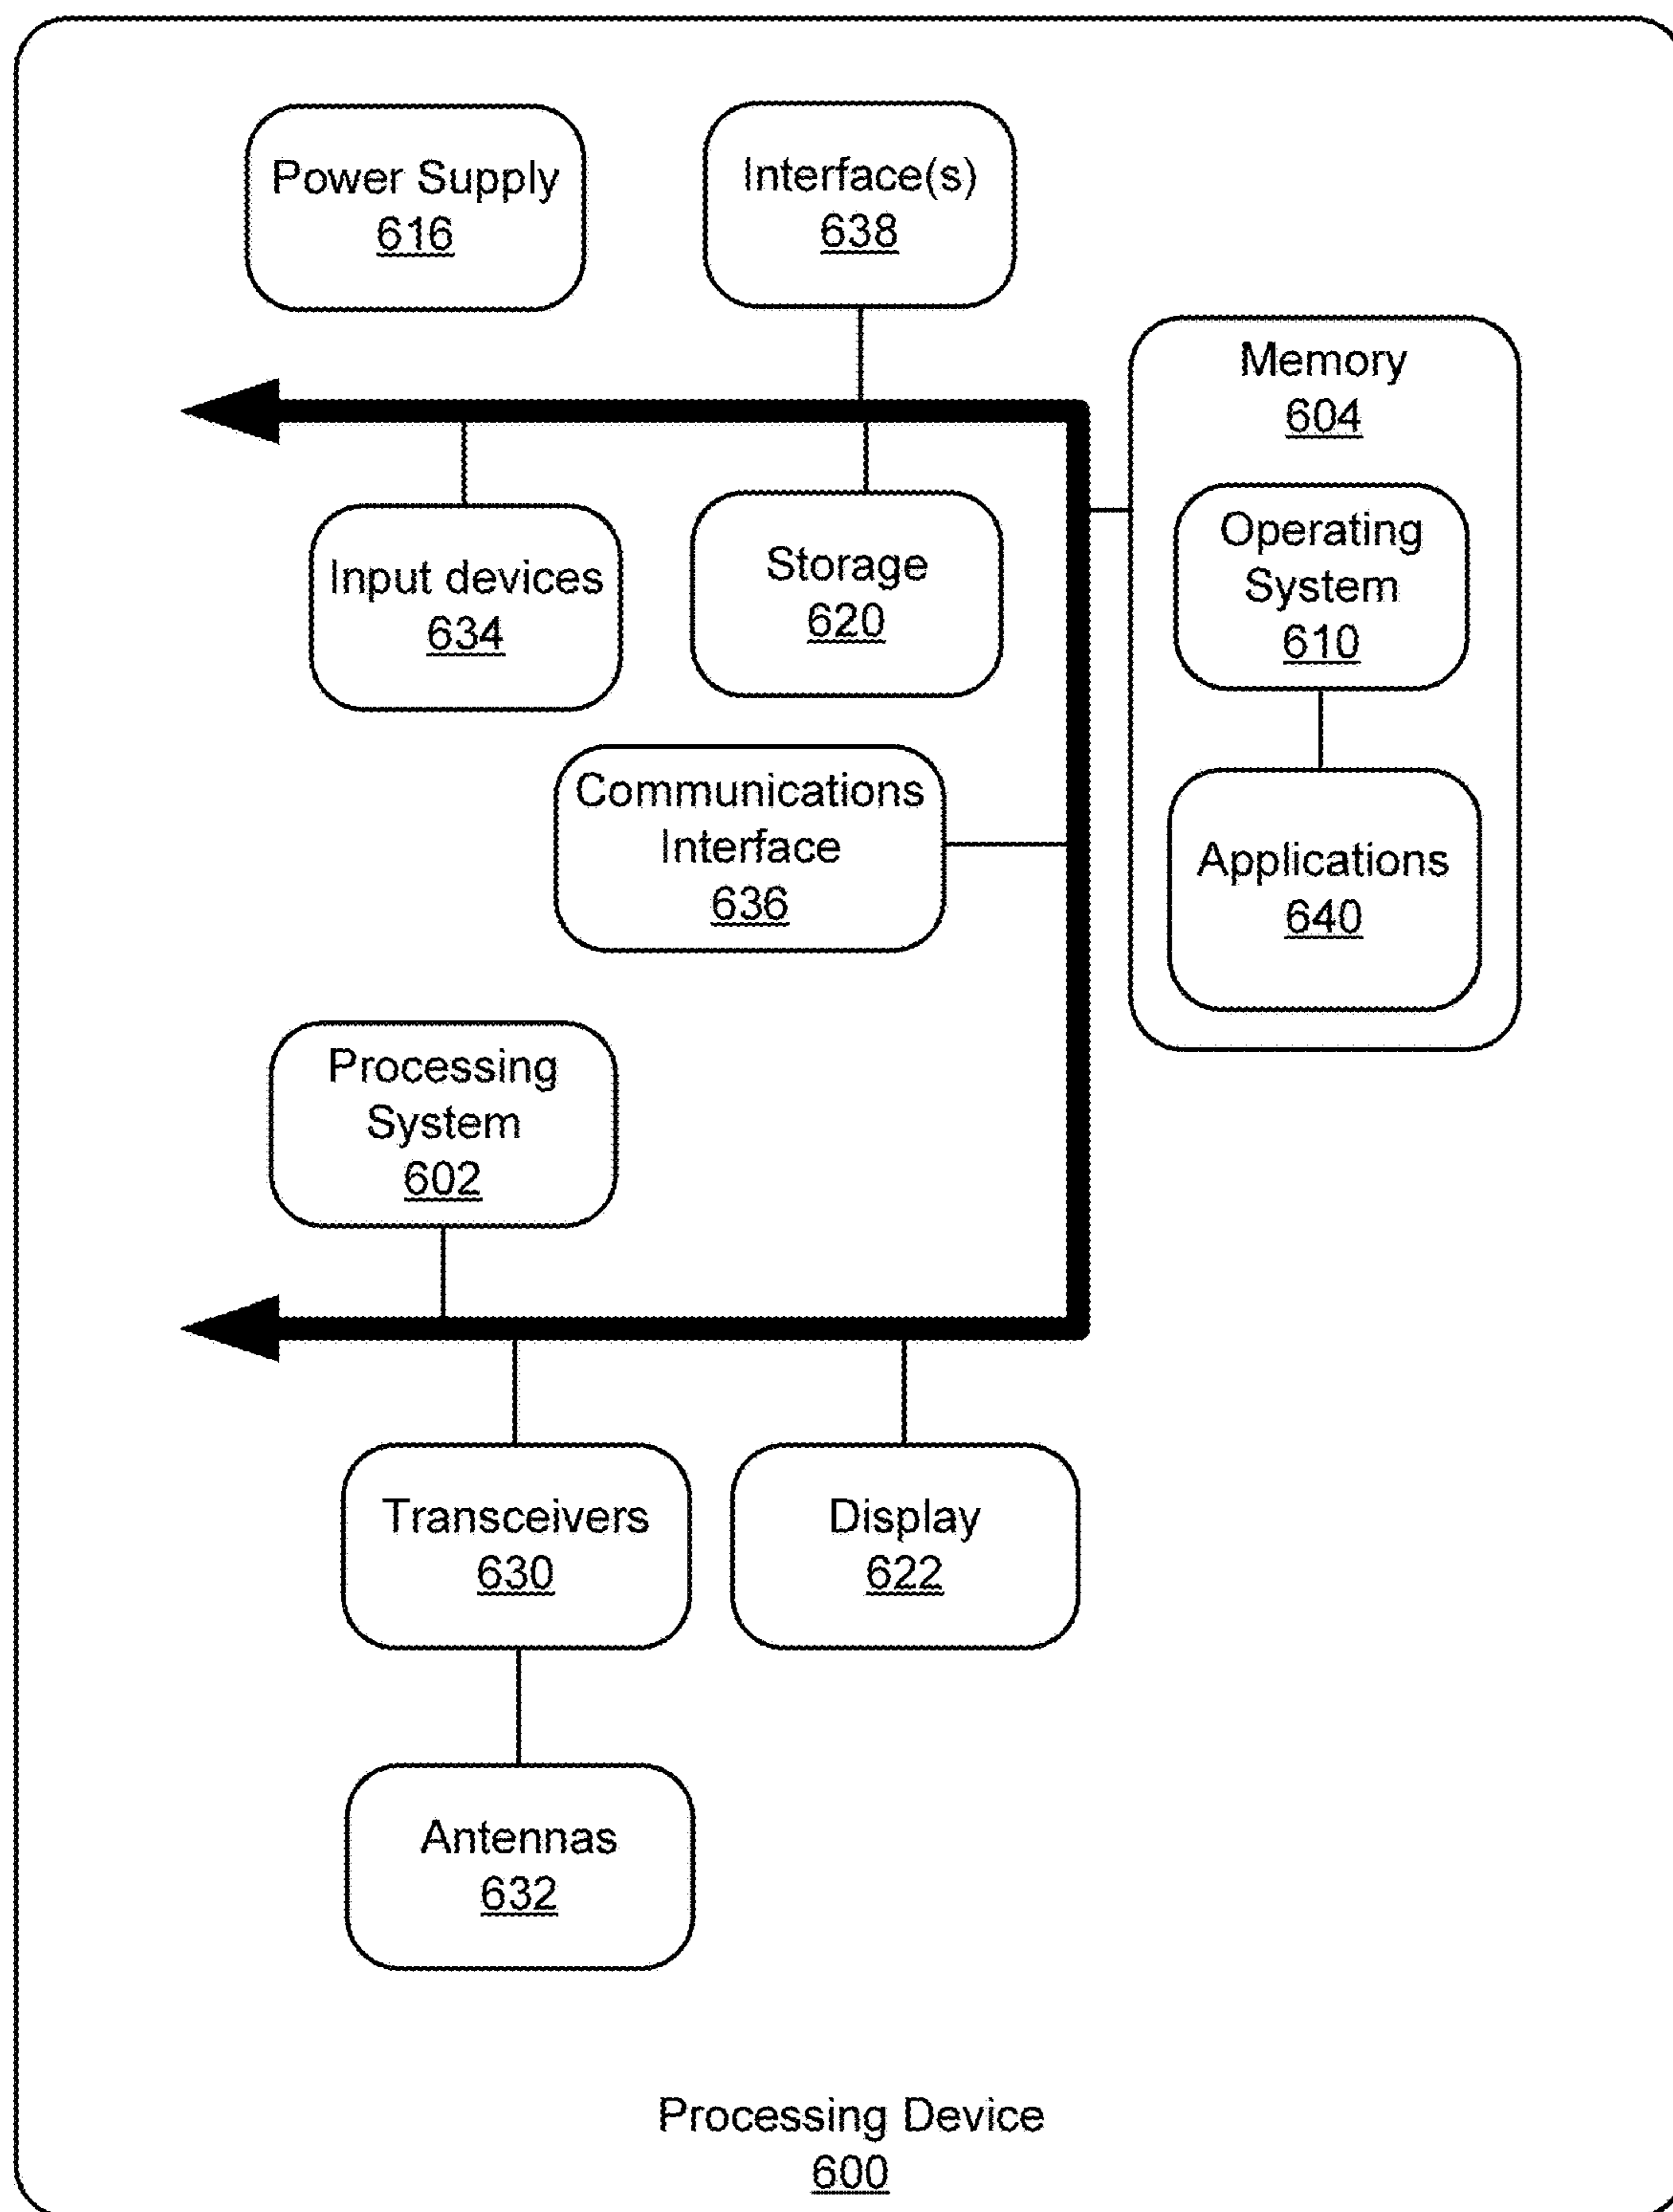 Power Supply
616
Interface(s)
638
Memory
604
Operating
System
610
Input devices
634
Storage
620
Communications
Interface
636
Applications
640
Processing
System
602
Transceivers
630
Display
622
Antennas
632
Processing Device
600